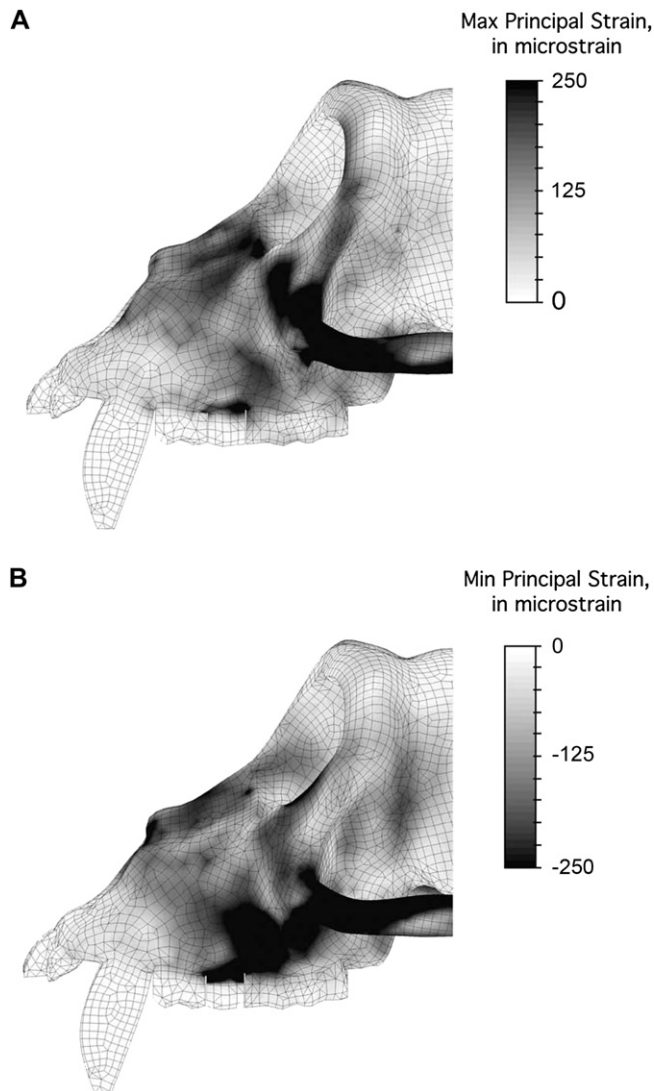 A
Max Principal Strain,
in microstrain
250
125
0
B
Min Principal Strain,
in microstrain
0
-125
-250